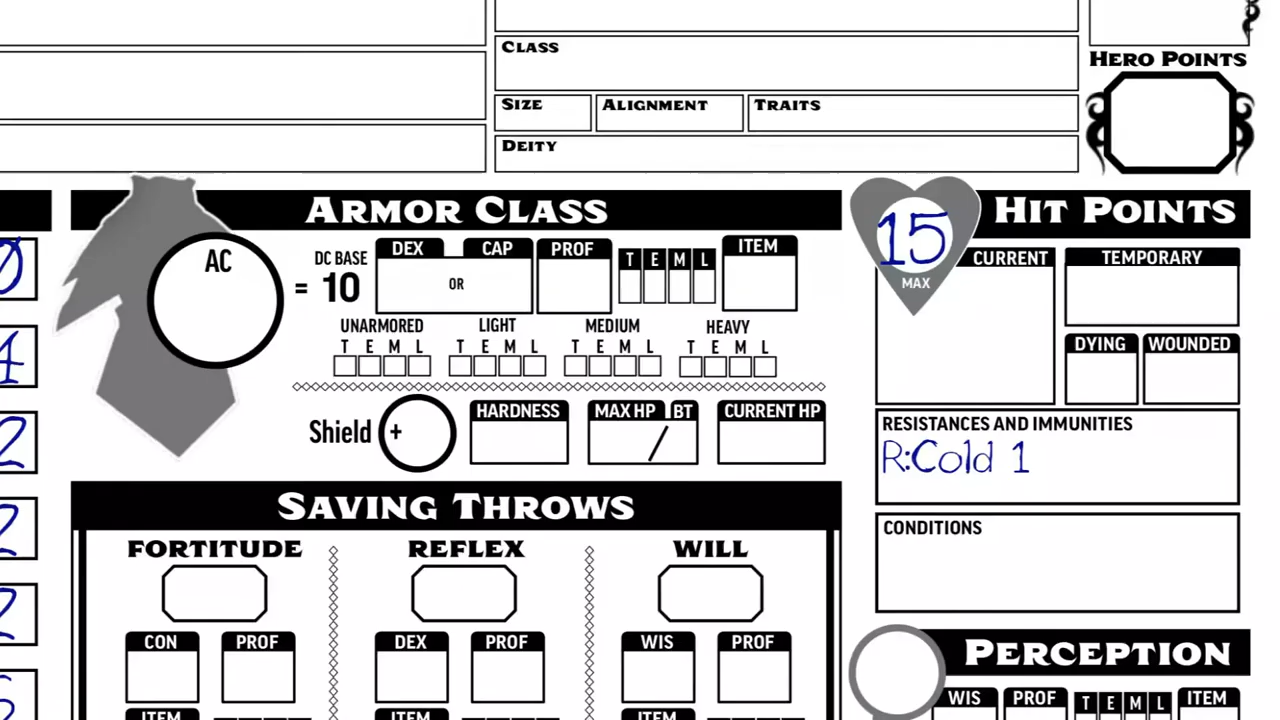 CLASS
HERO POINTS
SIZE ALIGNMENT TRAITS
DEITY
ARMOR CLASS
AC = DC BASE 10 DEX OR CAP PROF T E M L ITEM
UNARMORED LIGHT MEDIUM HEAVY
T E M L T E M L T E M L T E M L
Shield + HARDNESS MAX HP / BT CURRENT HP
HIT POINTS
15
MAX
CURRENT TEMPORARY
DYING WOUNDED
RESISTANCES AND IMMUNITIES
R:Cold 1
CONDITIONS
SAVING THROWS
FORTITUDE REFLEX WILL
CON PROF DEX PROF WIS PROF
ITEM ITEM ITEM
PERCEPTION
WIS PROF T E M L ITEM
2
2
2